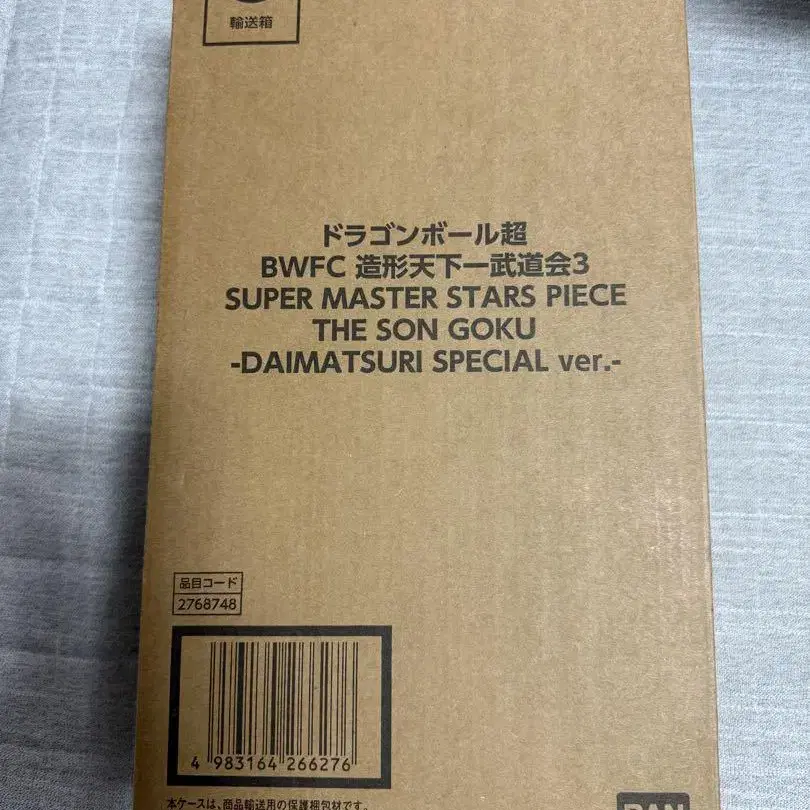 輸送箱
ドラゴンボール超
BWFC 造形天下一武道会3
SUPER MASTER STARS PIECE
THE SON GOKU
-DAIMATSURI SPECIAL ver.-
品目コード
2768748
4 983164 266276
本ケースは、商品輸送用の保護梱包材です。
BAN